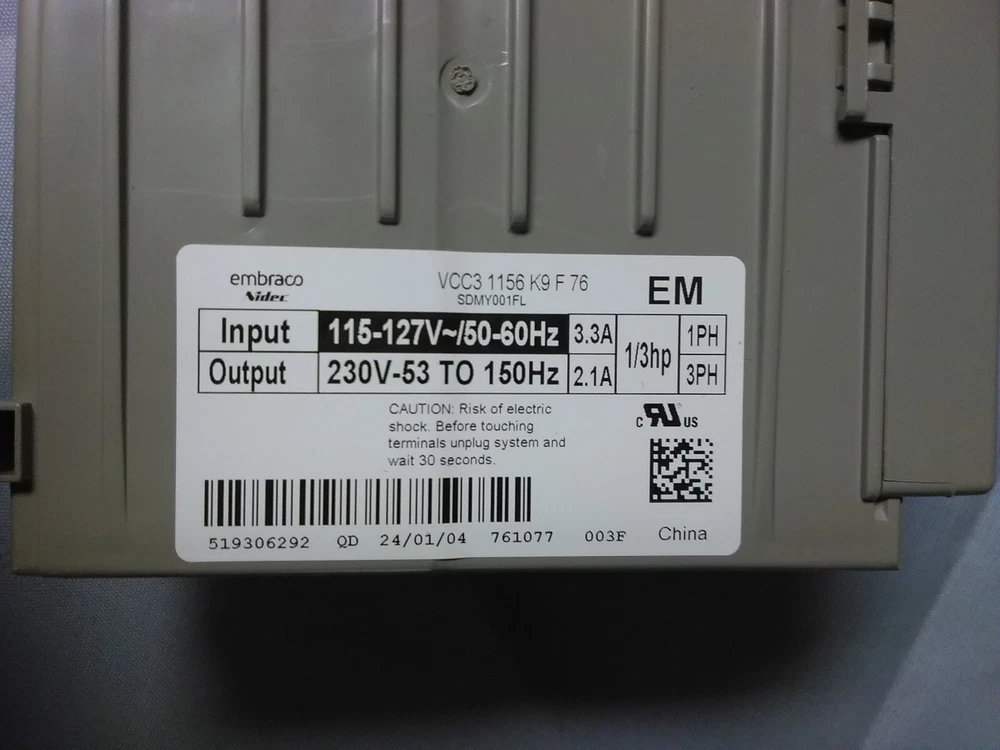 embraco
Nidec
VCC3 1156 K9 F 76
SDMY001FL
EM
Input 115-127V~/50-60Hz 3.3A 1/3hp 1PH
Output 230V-53 TO 150Hz 2.1A 3PH
CAUTION: Risk of electric
shock. Before touching
terminals unplug system and
wait 30 seconds.
c RU us
519306292 QD 24/01/04 761077 003F China